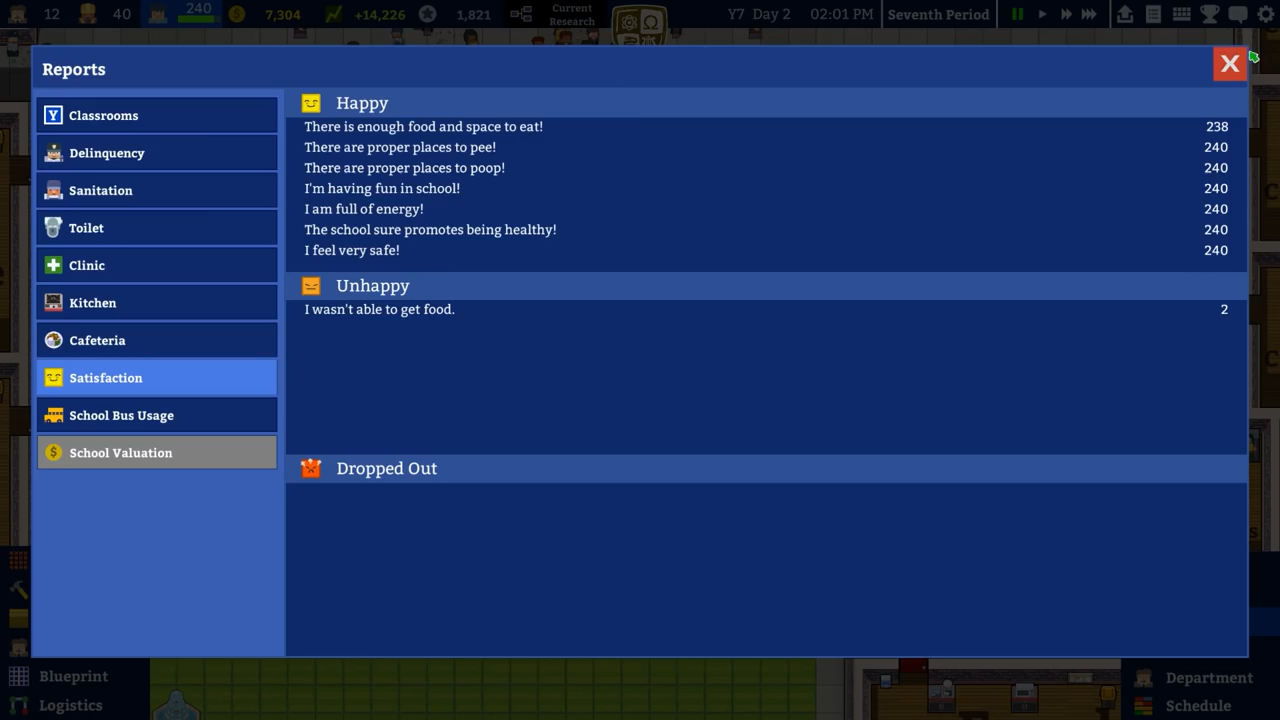 12 40 240 7,304 +14,226 1,821 Current Research Y7 Day 2 02:01 PM Seventh Period
Reports
X
Classrooms
Delinquency
Sanitation
Toilet
Clinic
Kitchen
Cafeteria
Satisfaction
School Bus Usage
School Valuation
Happy
There is enough food and space to eat! 238
There are proper places to pee! 240
There are proper places to poop! 240
I'm having fun in school! 240
I am full of energy! 240
The school sure promotes being healthy! 240
I feel very safe! 240
Unhappy
I wasn't able to get food. 2
Dropped Out
Blueprint
Logistics
Department
Schedule